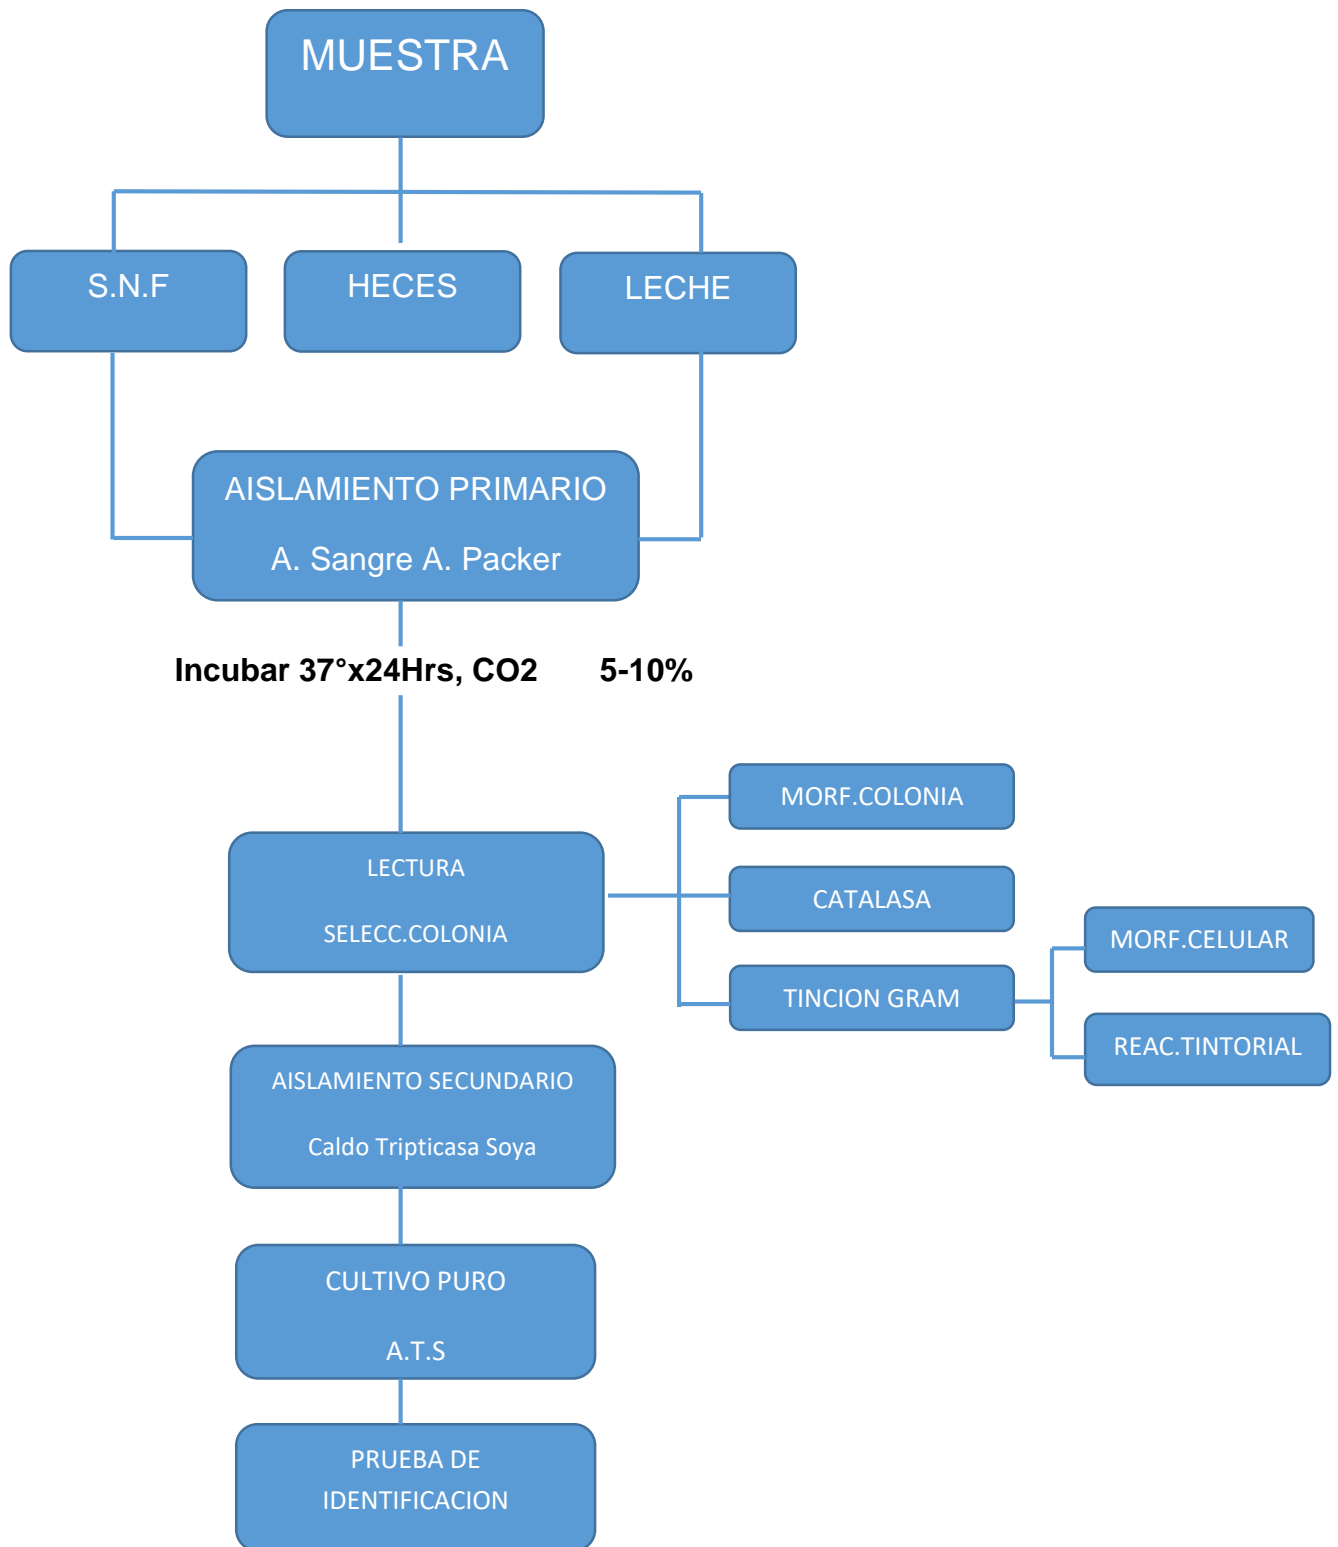 MUESTRA
S.N.F
HECES
LECHE
AISLAMIENTO PRIMARIO
A. Sangre A. Packer
Incubar 37°x24Hrs, CO2 5-10%
LECTURA
SELECC.COLONIA
MORF.COLONIA
CATALASA
TINCION GRAM
MORF.CELULAR
REAC.TINTORIAL
AISLAMIENTO SECUNDARIO
Caldo Tripticasa Soya
CULTIVO PURO
A.T.S
PRUEBA DE
IDENTIFICACION